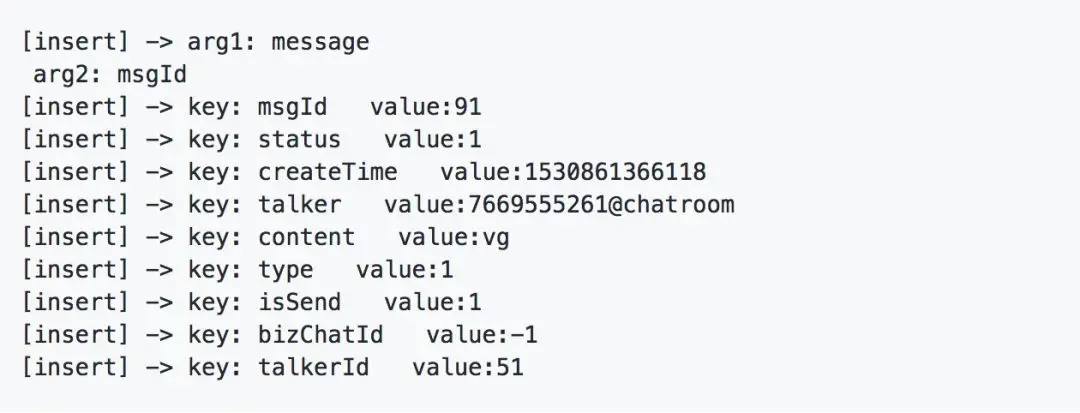 [insert] -> arg1: message
arg2: msgId
[insert] -> key: msgId value:91
[insert] -> key: status value:1
[insert] -> key: createTime value:1530861366118
[insert] -> key: talker value:7669555261@chatroom
[insert] -> key: content value:vg
[insert] -> key: type value:1
[insert] -> key: isSend value:1
[insert] -> key: bizChatId value:-1
[insert] -> key: talkerId value:51